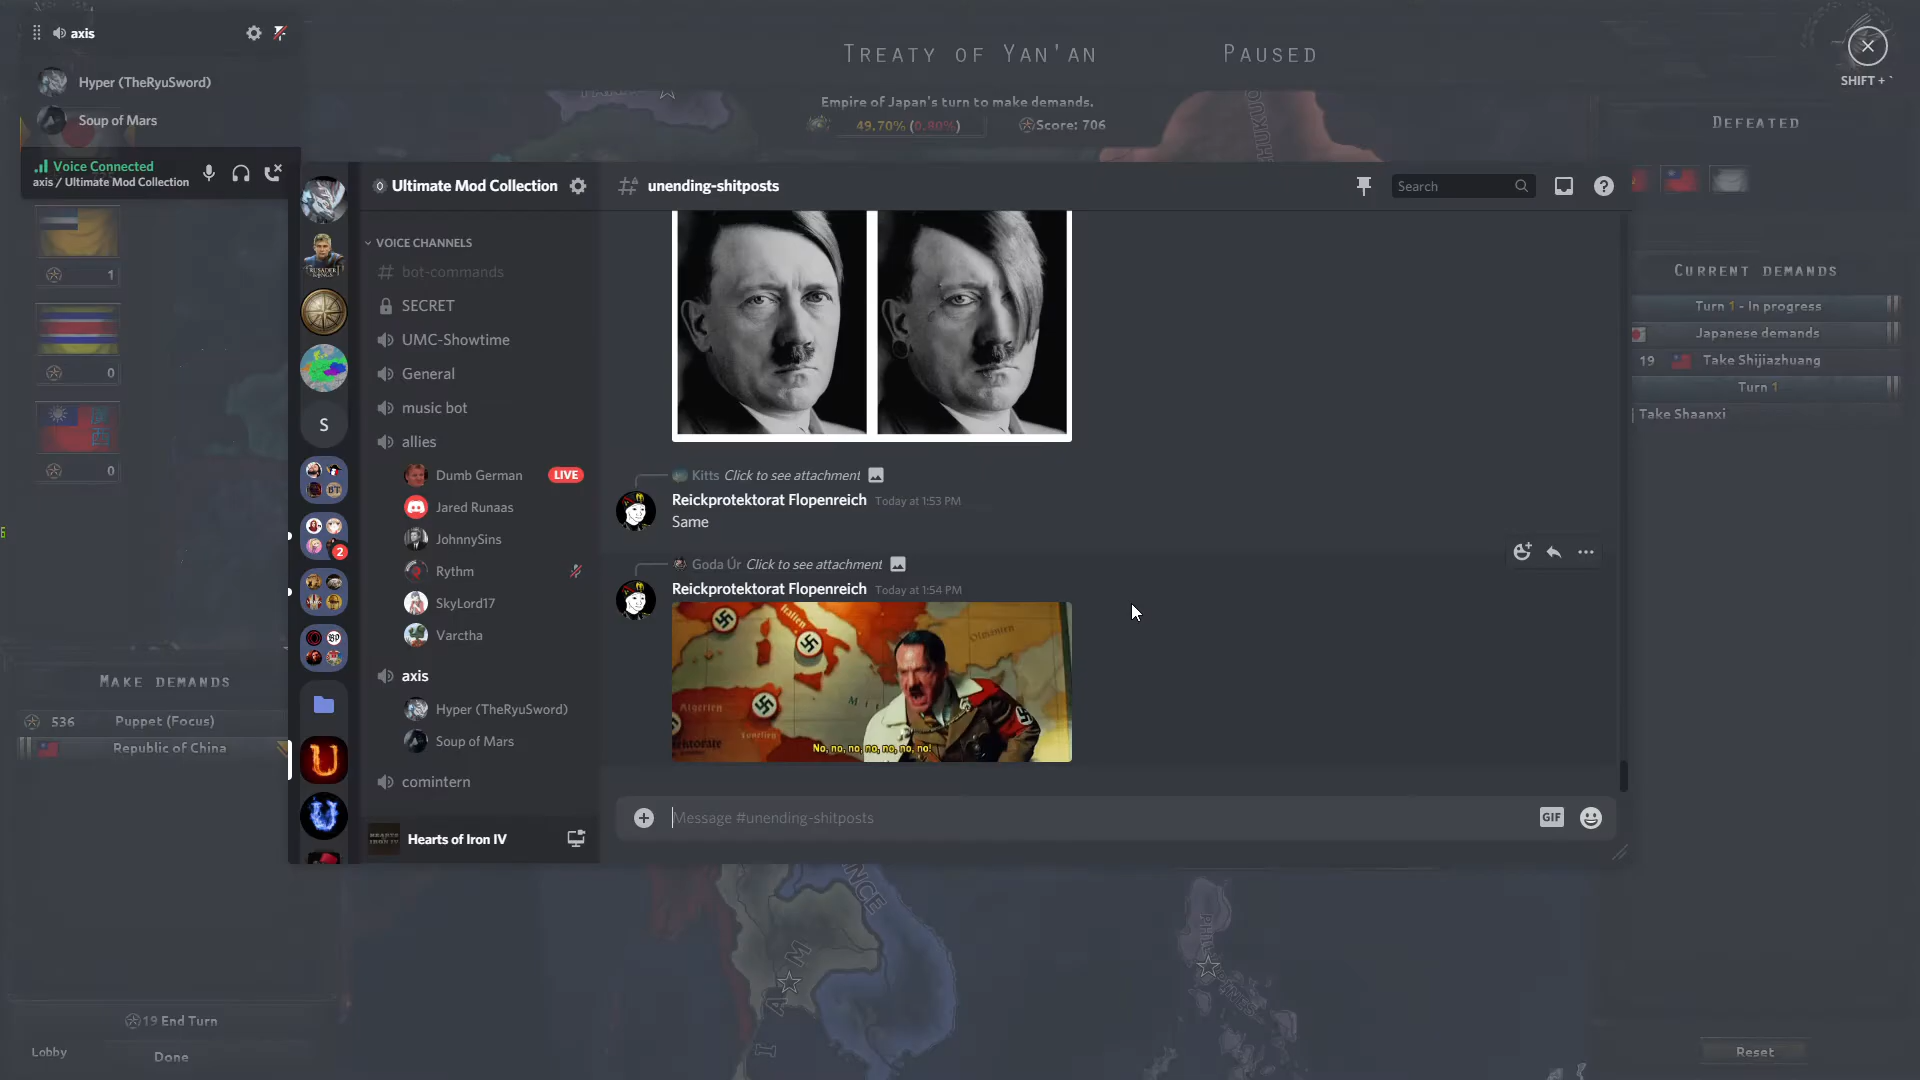 axis
Hyper (TheRyuSword)
Soup of Mars
Voice Connected
axis / Ultimate Mod Collection
TREATY OF YAN'AN
PAUSED
Empire of Japan's turn to make demands.
49.70% (0.80%)
Score: 706
SHIFT + `
DEFEATED
1
0
0
MAKE DEMANDS
536 Puppet (Focus)
Republic of China
19 End Turn
Lobby
Done
S
2
Ultimate Mod Collection
VOICE CHANNELS
bot-commands
SECRET
UMC-Showtime
General
music bot
allies
Dumb German LIVE
Jared Runaas
JohnnySins
Rythm
SkyLord17
Varctha
axis
Hyper (TheRyuSword)
Soup of Mars
comintern
Hearts of Iron IV
unending-shitposts
Search
Kitts Click to see attachment
Reickprotektorat Flopenreich Today at 1:53 PM
Same
Goda Úr Click to see attachment
Reickprotektorat Flopenreich Today at 1:54 PM
Italien
No, no, no, no, no, no, no!
Message #unending-shitposts
GIF
CURRENT DEMANDS
Turn 1 - In progress
Japanese demands
19 Take Shijiazhuang
Turn 1
Take Shaanxi
Reset